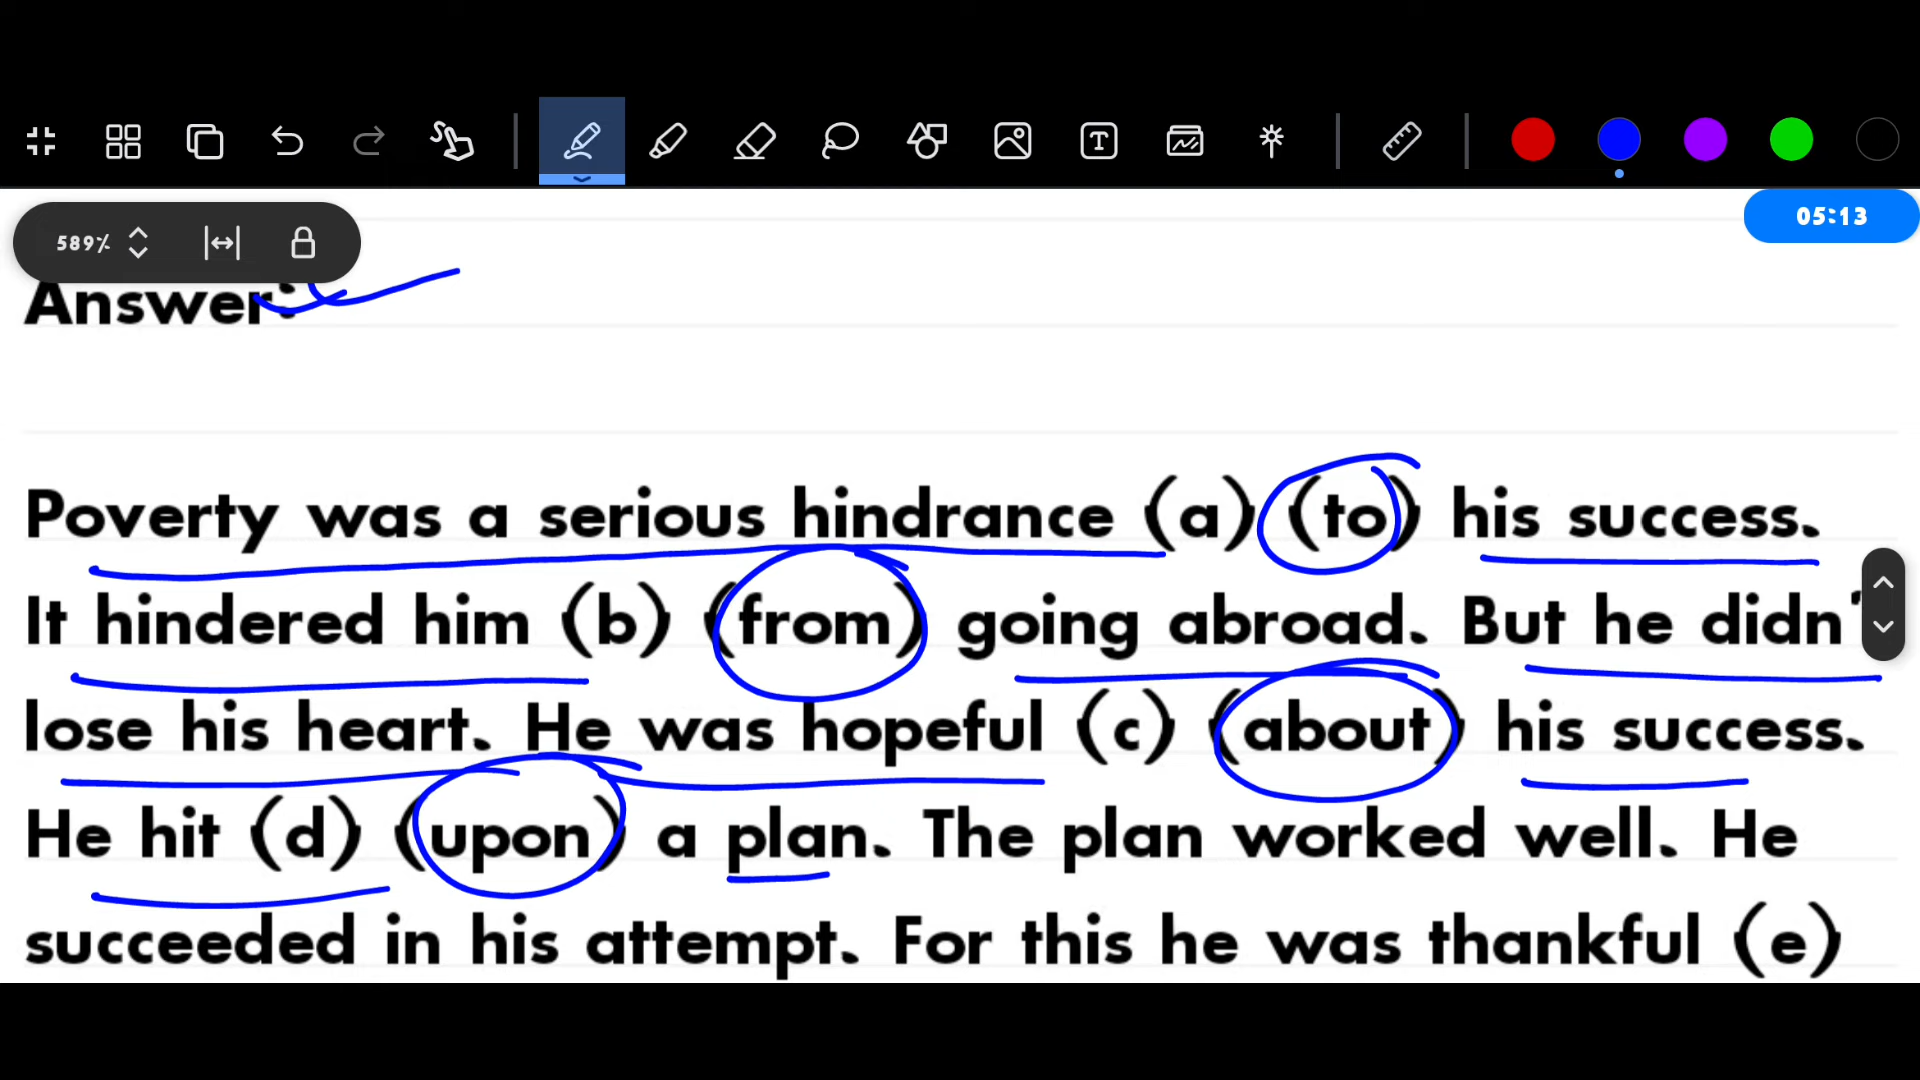 589%
05:13
Answer:
Poverty was a serious hindrance (a) (to) his success.
It hindered him (b) (from) going abroad. But he didn'
lose his heart. He was hopeful (c) (about) his success.
He hit (d) (upon) a plan. The plan worked well. He
succeeded in his attempt. For this he was thankful (e)